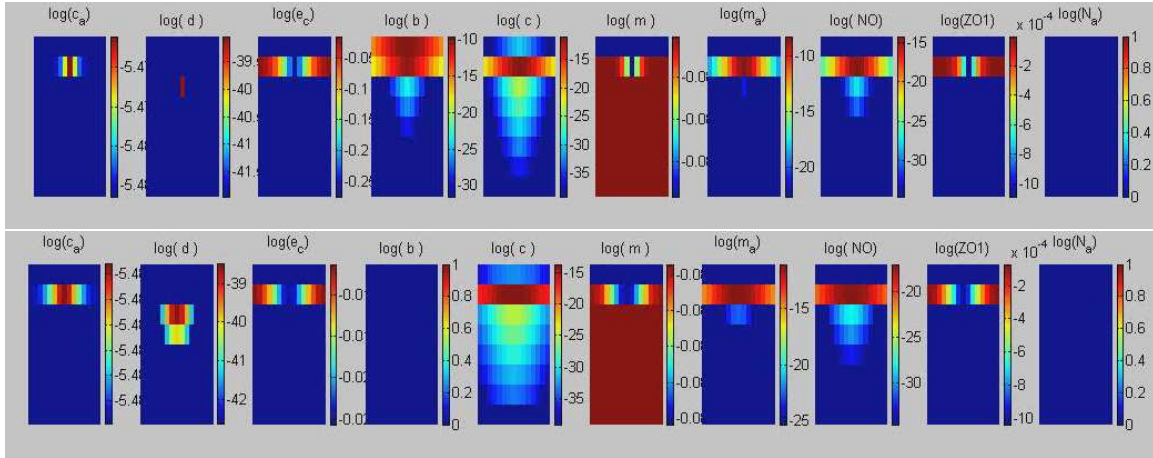 log(c_a) log( d ) log(e_c) log( b ) log( c ) log( m ) log(m_a) log( NO ) log(ZO1) x 10^-4 log(N_a)
-5.47 -5.47 -5.48 -5.48
-39.5 -40 -40.5 -41 -41.5
-0.05 -0.1 -0.15 -0.2 -0.25
-10 -15 -20 -25 -30
-15 -20 -25 -30 -35
-0.08 -0.08 -0.08
-10 -15 -20
-15 -20 -25 -30
0 -2 -4 -6 -8 -10
1 0.8 0.6 0.4 0.2 0
log(c_a) log( d ) log(e_c) log( b ) log( c ) log( m ) log(m_a) log( NO ) log(ZO1) x 10^-4 log(N_a)
-5.48 -5.48 -5.48 -5.48 -5.48
-39 -40 -41 -42
-0.01 -0.01 -0.02 -0.02
1 0.8 0.6 0.4 0.2 0
-15 -20 -25 -30 -35
-0.08 -0.08 -0.08 -0.08 -0.08 -0.08
-15 -20 -25
-20 -25 -30
0 -2 -4 -6 -8 -10
1 0.8 0.6 0.4 0.2 0